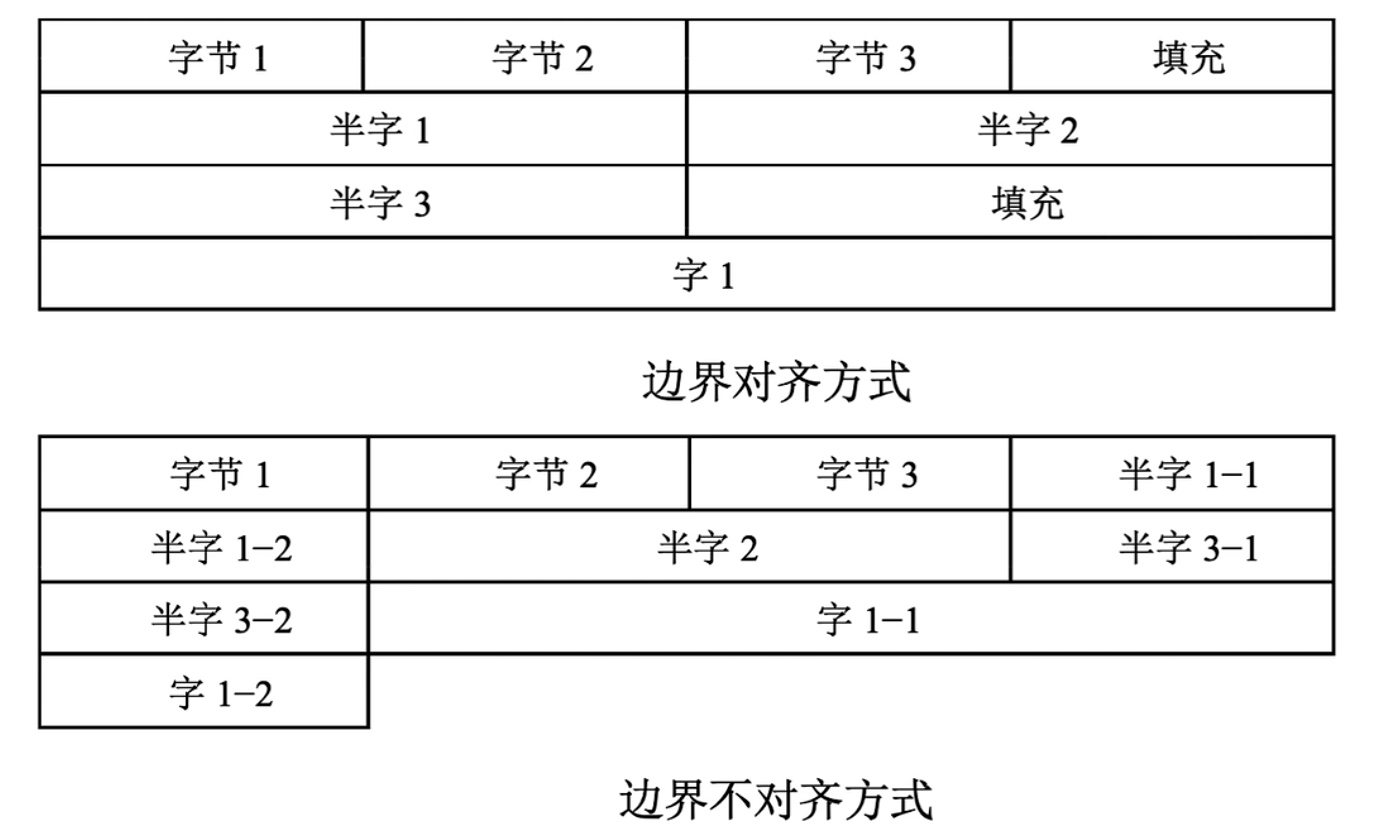 字节 1 字节 2 字节 3 填充
半字 1 半字 2
半字 3 填充
字 1
边界对齐方式
字节 1 字节 2 字节 3 半字 1−1
半字 1−2 半字 2 半字 3−1
半字 3−2 字 1−1
字 1−2
边界不对齐方式